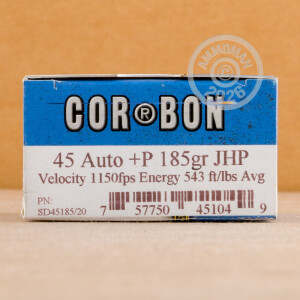 AMMOMAN
2026
COR®BON
45 Auto +P 185gr JHP
Velocity 1150fps Energy 543 ft/lbs Avg
PN:
SD45185/20
7 57750 45104 9